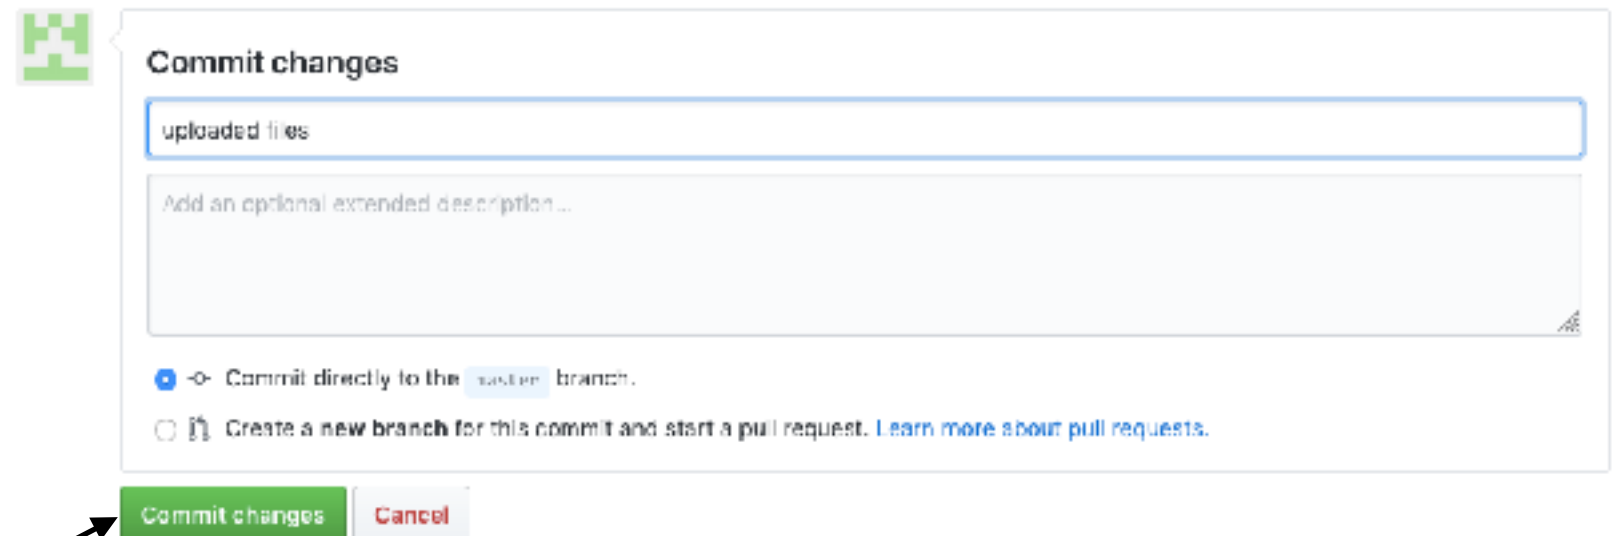 Commit changes
uploaded files
Add an optional extended description...
Commit directly to the master branch.
Create a new branch for this commit and start a pull request. Learn more about pull requests.
Commit changes
Cancel